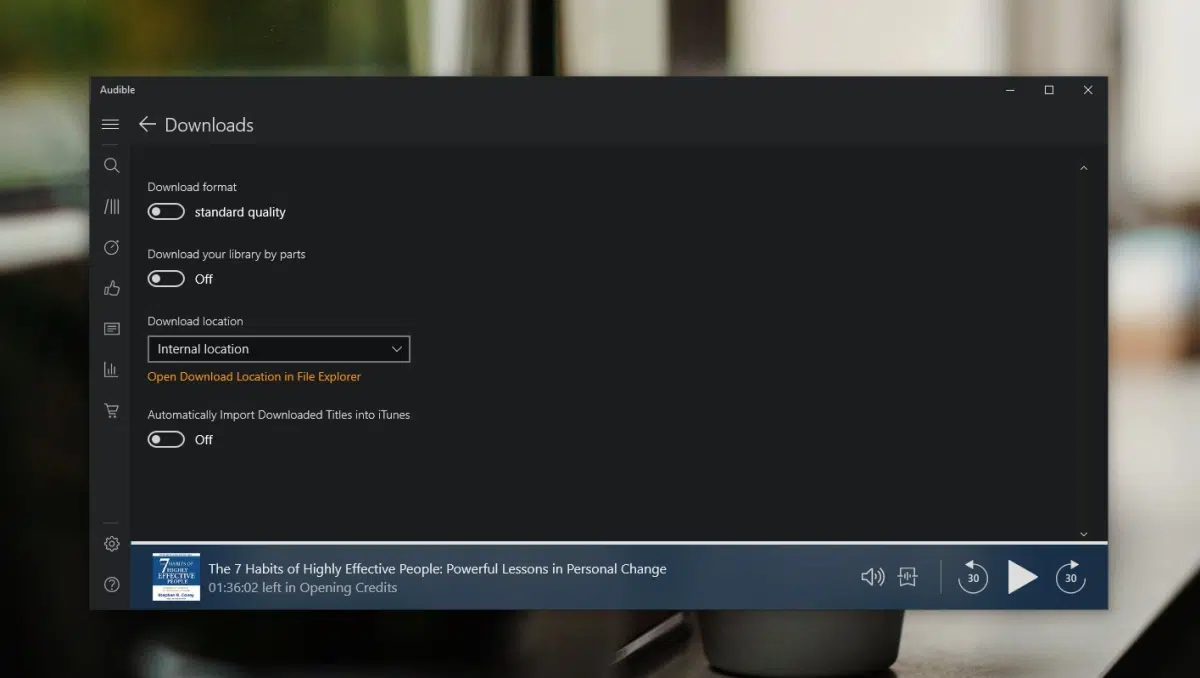 Audible
Downloads
Download format
standard quality
Download your library by parts
Off
Download location
Internal location
Open Download Location in File Explorer
Automatically Import Downloaded Titles into iTunes
Off
7 HABITS OF
HIGHLY
EFFECTIVE
PEOPLE
Stephen R. Covey
The 7 Habits of Highly Effective People: Powerful Lessons in Personal Change
01:36:02 left in Opening Credits
30
30